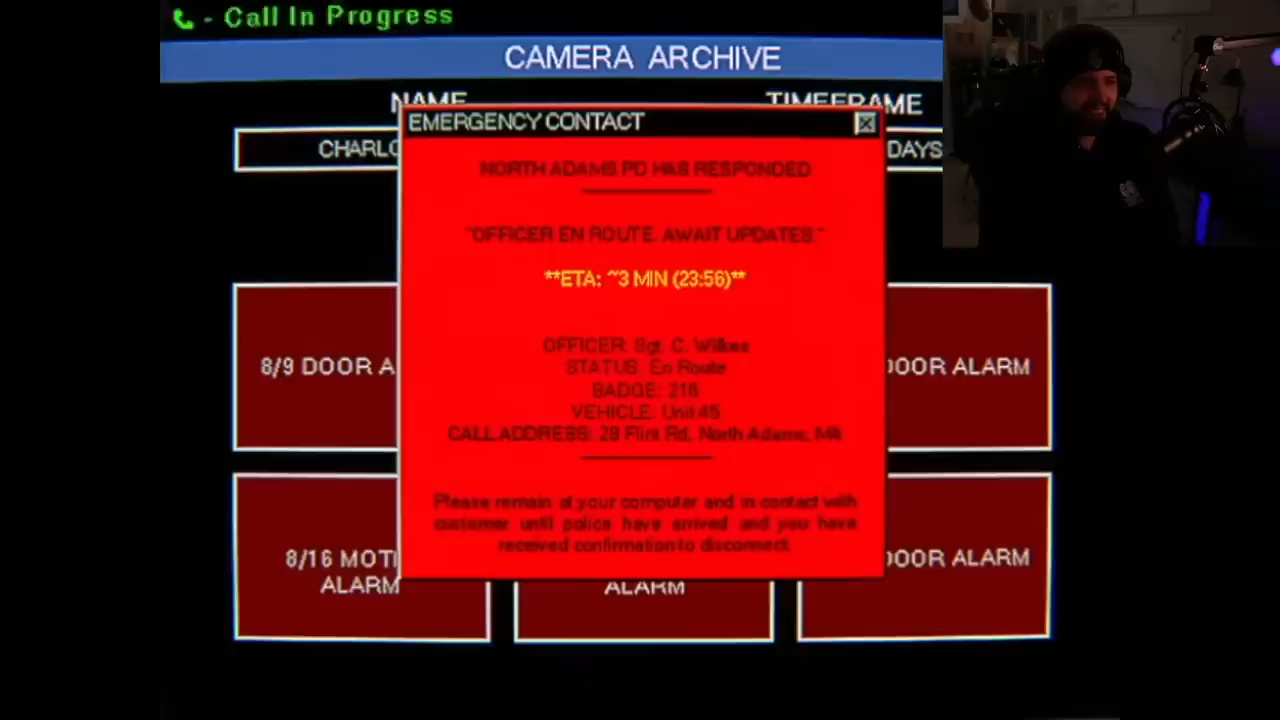 - Call In Progress
CAMERA ARCHIVE
NAME
TIMEFRAME
EMERGENCY CONTACT
NORTH ADAMS PD HAS RESPONDED
"OFFICER EN ROUTE. AWAIT UPDATES."
**ETA: ~3 MIN (23:56)**
OFFICER: Sgt. C. Wilkes
STATUS: En Route
BADGE: 216
VEHICLE: Unit 45
CALL ADDRESS: 29 Flint Rd, North Adams, MA
Please remain at your computer and in contact with
customer until police have arrived and you have
received confirmation to disconnect.
CHARLO
DAYS
8/9 DOOR A
DOOR ALARM
8/16 MOTI
ALARM
ALARM
DOOR ALARM